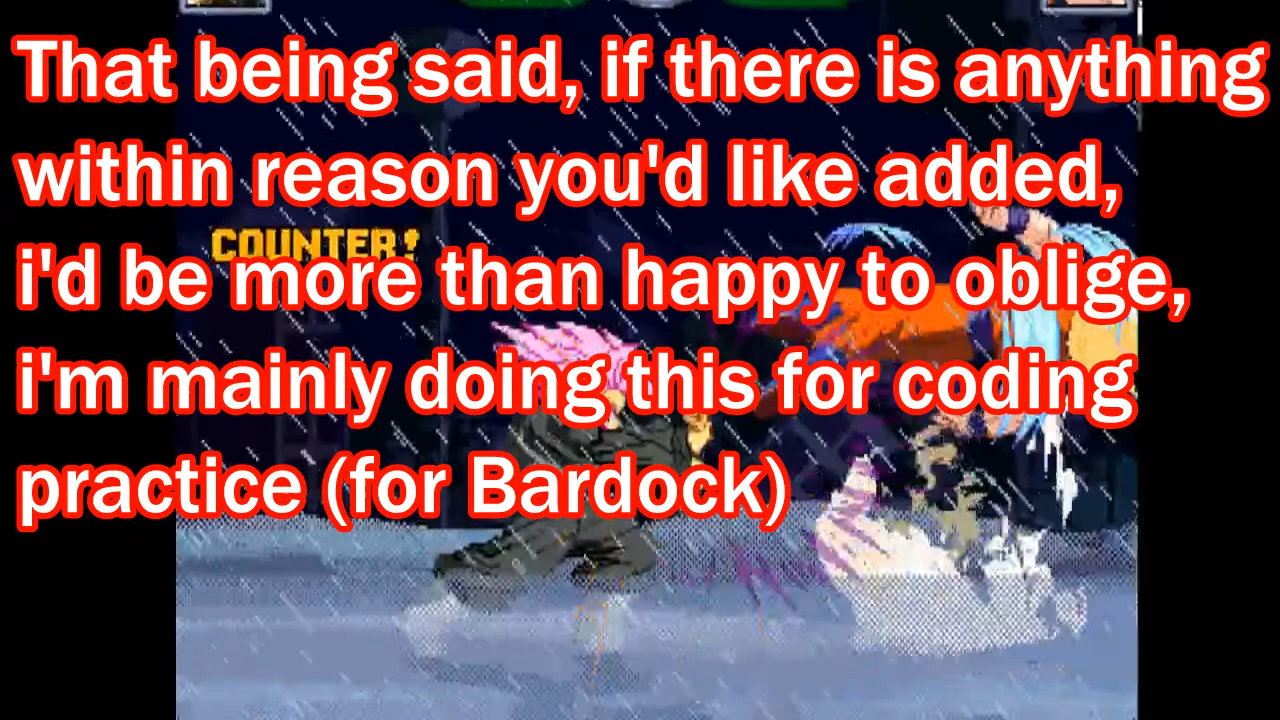 That being said, if there is anything
within reason you'd like added,
COUNTER!
i'd be more than happy to oblige,
i'm mainly doing this for coding
practice (for Bardock)